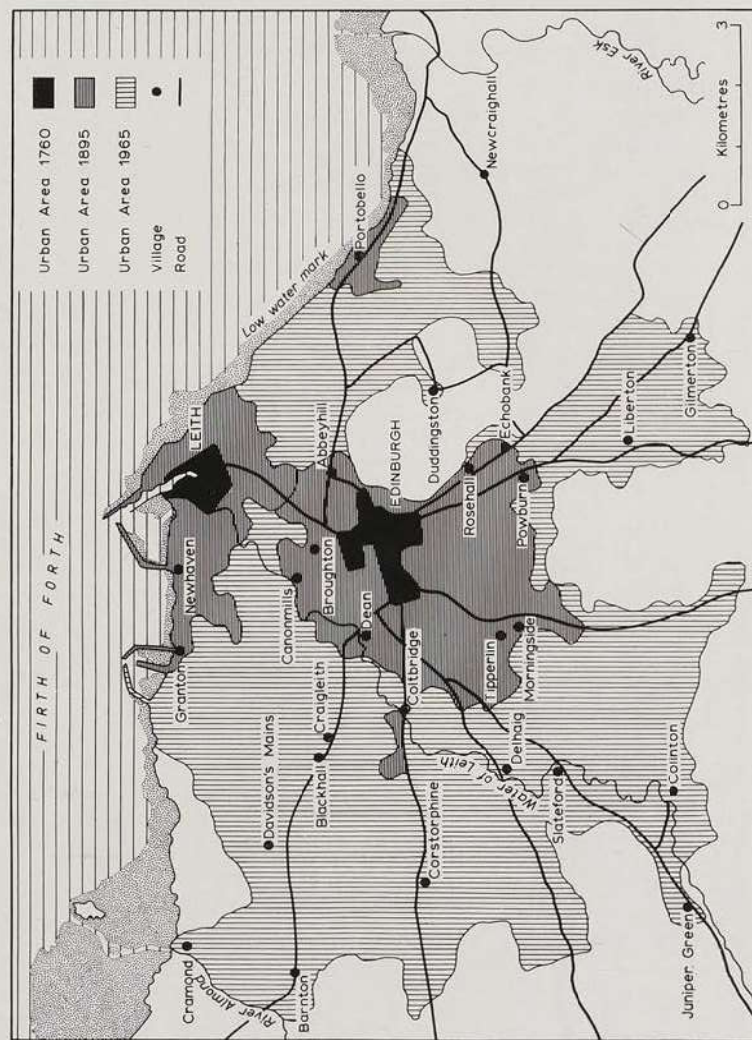 FIRTH OF FORTH
Urban Area 1760
Urban Area 1895
Urban Area 1965
Village
Road
Low water mark
LEITH
Newhaven
Granton
Cramond
River Almond
Barnton
Davidson's Mains
Blackhall
Craigleith
Canonmills
Broughton
Abbeyhill
Portobello
Dean
EDINBURGH
Coltbridge
Corstorphine
Duddingston
Newcraighall
River Esk
Water of Leith
Delhaig
Slateford
Tipperlin
Morningside
Rosehall
Echobank
Powburn
Liberton
Gilmerton
Colinton
Juniper Green
0 3
Kilometres